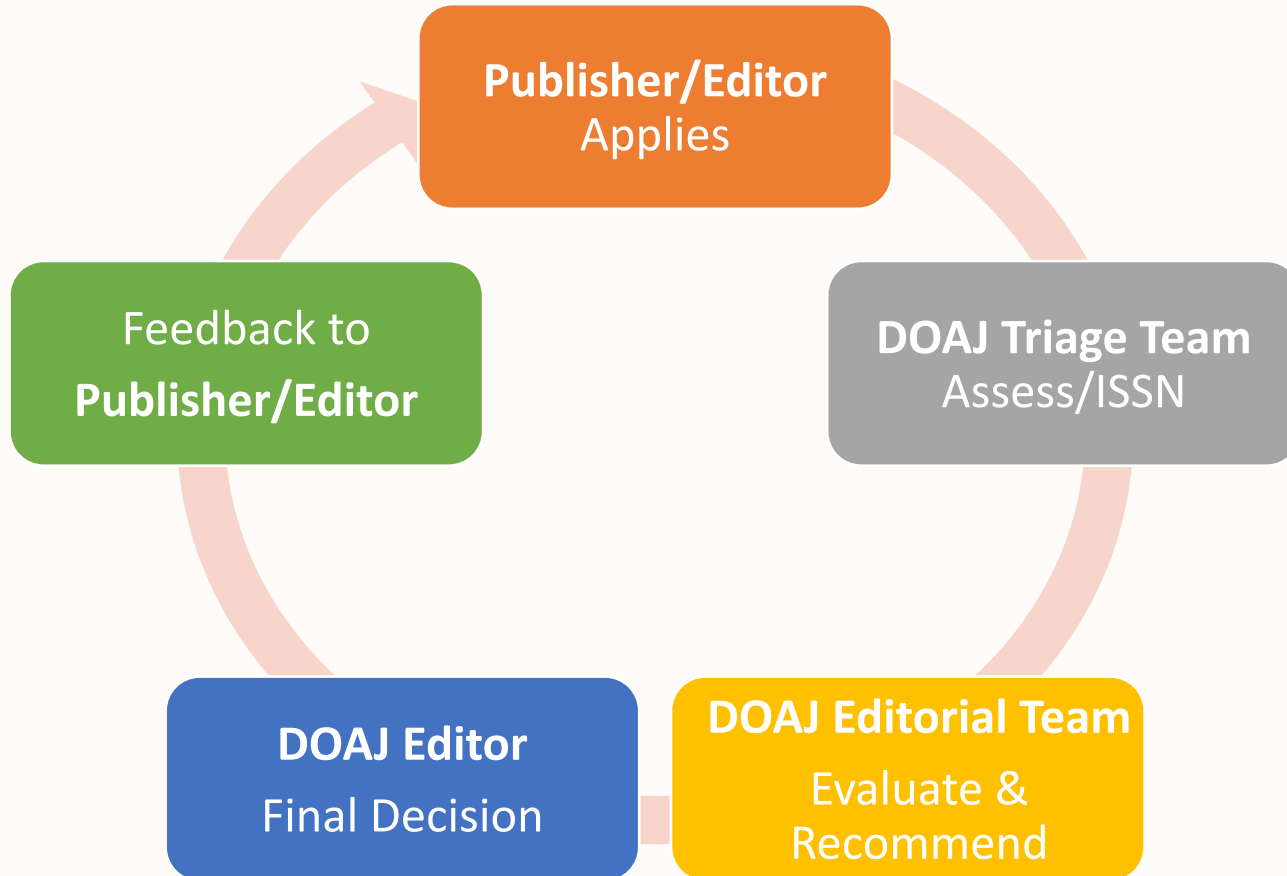 Publisher/Editor
Applies
DOAJ Triage Team
Assess/ISSN
DOAJ Editorial Team
Evaluate &
Recommend
DOAJ Editor
Final Decision
Feedback to
Publisher/Editor